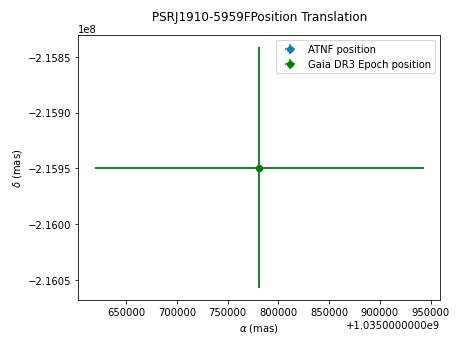 PSRJ1910-5959FPosition Translation
1e8
ATNF position
Gaia DR3 Epoch position
−2.1585
−2.1590
−2.1595
−2.1600
−2.1605
δ (mas)
650000 700000 750000 800000 850000 900000 950000
α (mas)
+1.0350000000e9